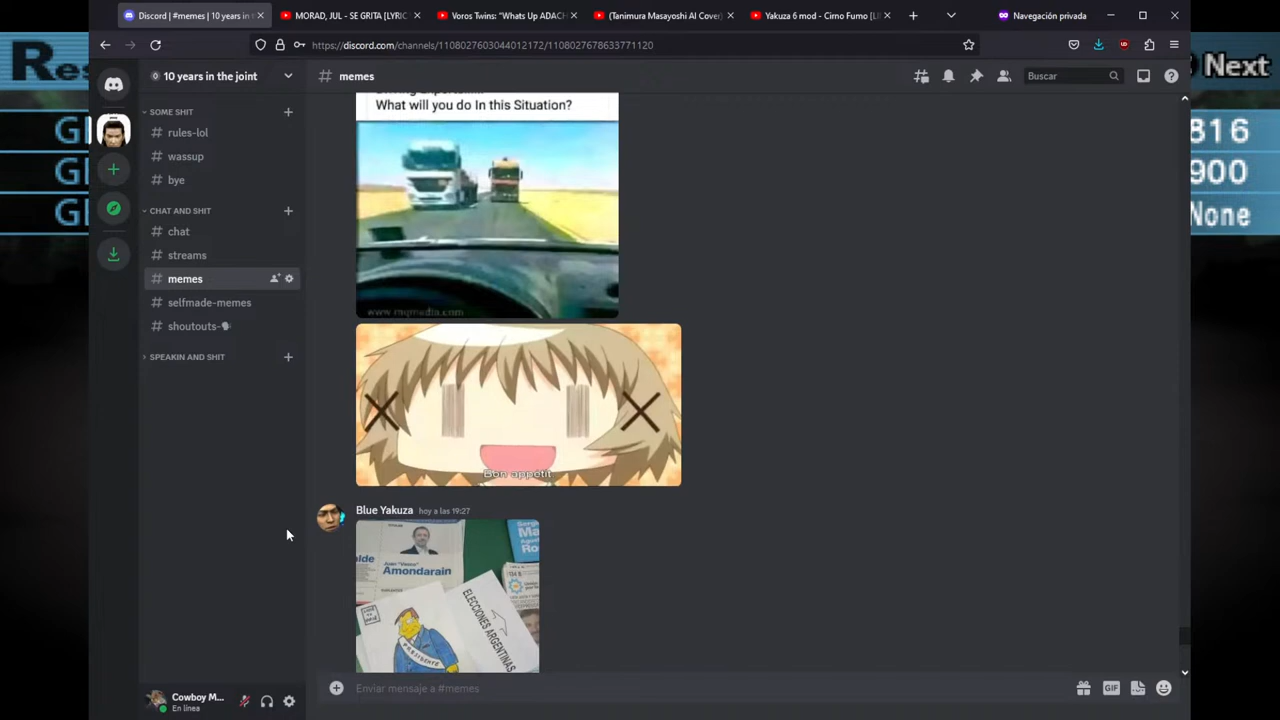 Discord | #memes | 10 years in
MORAD, JUL - SE GRITA [LYRIC
Voros Twins: "Whats Up ADACH
(Tanimura Masayoshi AI Cover)
Yakuza 6 mod - Cirno Fumo [L
Navegación privada
https://discord.com/channels/1108027603044012172/1108027678633771120
Next
10 years in the joint
# memes
Buscar
SOME SHIT
rules-lol
wassup
bye
CHAT AND SHIT
chat
streams
memes
selfmade-memes
shoutouts-
SPEAKIN AND SHIT
816
900
None
What will you do In this Situation?
Bon appétit
Blue Yakuza hoy a las 19:27
Amondarain
ELECCIONES ARGENTINAS
PRESIDENTE
Cowboy M...
En línea
Enviar mensaje a #memes
GIF